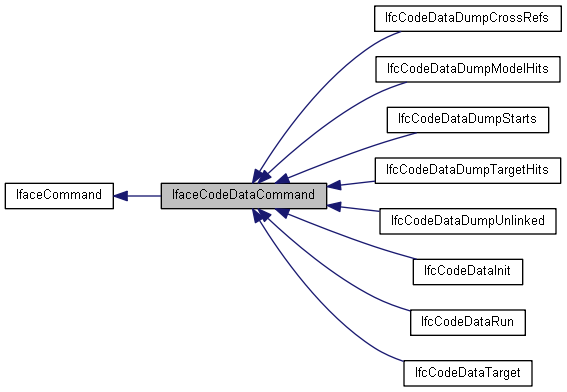 IfcCodeDataDumpCrossRefs
IfcCodeDataDumpModelHits
IfcCodeDataDumpStarts
IfcCodeDataDumpTargetHits
IfaceCommand
IfaceCodeDataCommand
IfcCodeDataDumpUnlinked
IfcCodeDataInit
IfcCodeDataRun
IfcCodeDataTarget